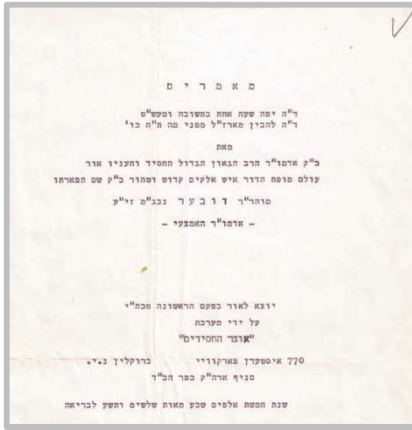 מ א מ ר י ם
ד"ה יפה שעה אחת בתשובה ומעש"ט
ד"ה להבין מארז"ל מפני מה ת"ח כו'
מאת
כ"ק אדמו"ר הרב הגאון הגדול החסיד והעניו אור
עולם מופת הדור איש אלקים קדוש וטהור כ"ק שם תפארתו
מוהר"ר דובער נבג"מ זי"ע
- אדמו"ר האמצעי -
יוצא לאור בפעם הראשונה מכת"י
על ידי מערכת
"אוצר החסידים"
770 איסטערן פארקוויי ברוקלין נ.י.
סניף ארה"ק כפר חב"ד
שנת חמשת אלפים שבע מאות שלשים ותשע לבריאה